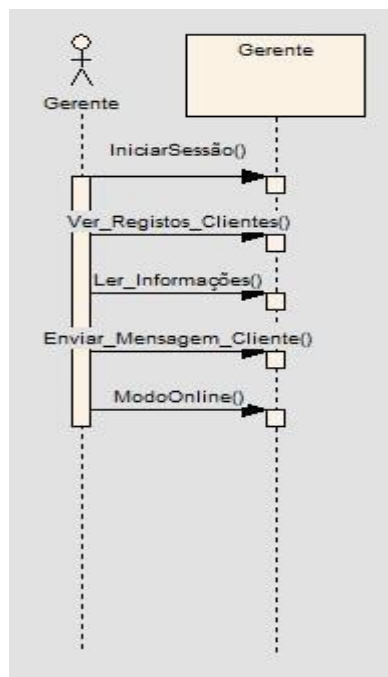 Gerente
Gerente
IniciarSessão()
Ver_Registos_Clientes()
Ler_Informações()
Enviar_Mensagem_Cliente()
ModoOnline()